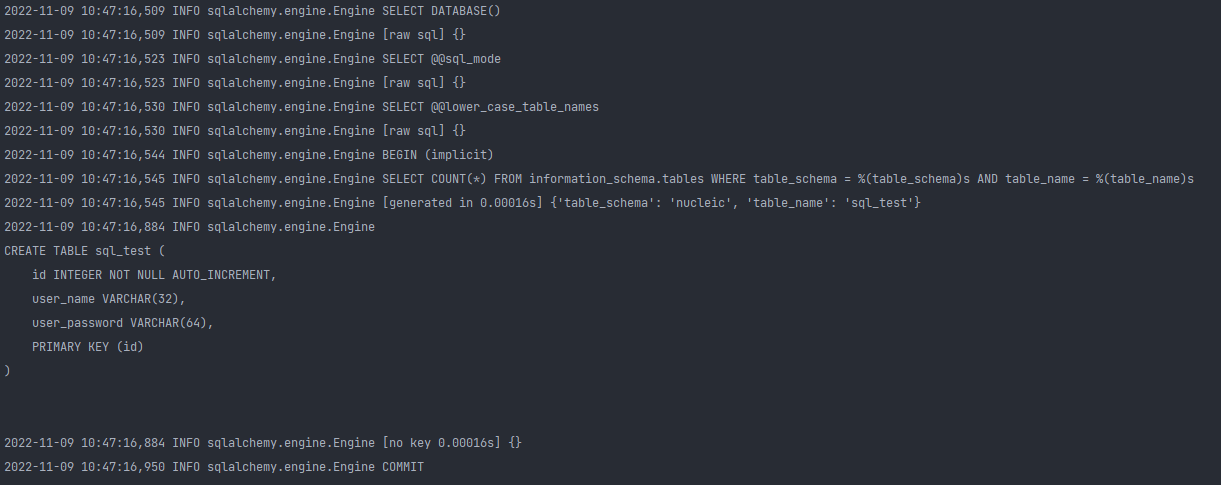 2022-11-09 10:47:16,509 INFO sqlalchemy.engine.Engine SELECT DATABASE()
2022-11-09 10:47:16,509 INFO sqlalchemy.engine.Engine [raw sql] {}
2022-11-09 10:47:16,523 INFO sqlalchemy.engine.Engine SELECT @@sql_mode
2022-11-09 10:47:16,523 INFO sqlalchemy.engine.Engine [raw sql] {}
2022-11-09 10:47:16,530 INFO sqlalchemy.engine.Engine SELECT @@lower_case_table_names
2022-11-09 10:47:16,530 INFO sqlalchemy.engine.Engine [raw sql] {}
2022-11-09 10:47:16,544 INFO sqlalchemy.engine.Engine BEGIN (implicit)
2022-11-09 10:47:16,545 INFO sqlalchemy.engine.Engine SELECT COUNT(*) FROM information_schema.tables WHERE table_schema = %(table_schema)s AND table_name = %(table_name)s
2022-11-09 10:47:16,545 INFO sqlalchemy.engine.Engine [generated in 0.00016s] {'table_schema': 'nucleic', 'table_name': 'sql_test'}
2022-11-09 10:47:16,884 INFO sqlalchemy.engine.Engine
CREATE TABLE sql_test (
    id INTEGER NOT NULL AUTO_INCREMENT,
    user_name VARCHAR(32),
    user_password VARCHAR(64),
    PRIMARY KEY (id)
)
2022-11-09 10:47:16,884 INFO sqlalchemy.engine.Engine [no key 0.00016s] {}
2022-11-09 10:47:16,950 INFO sqlalchemy.engine.Engine COMMIT